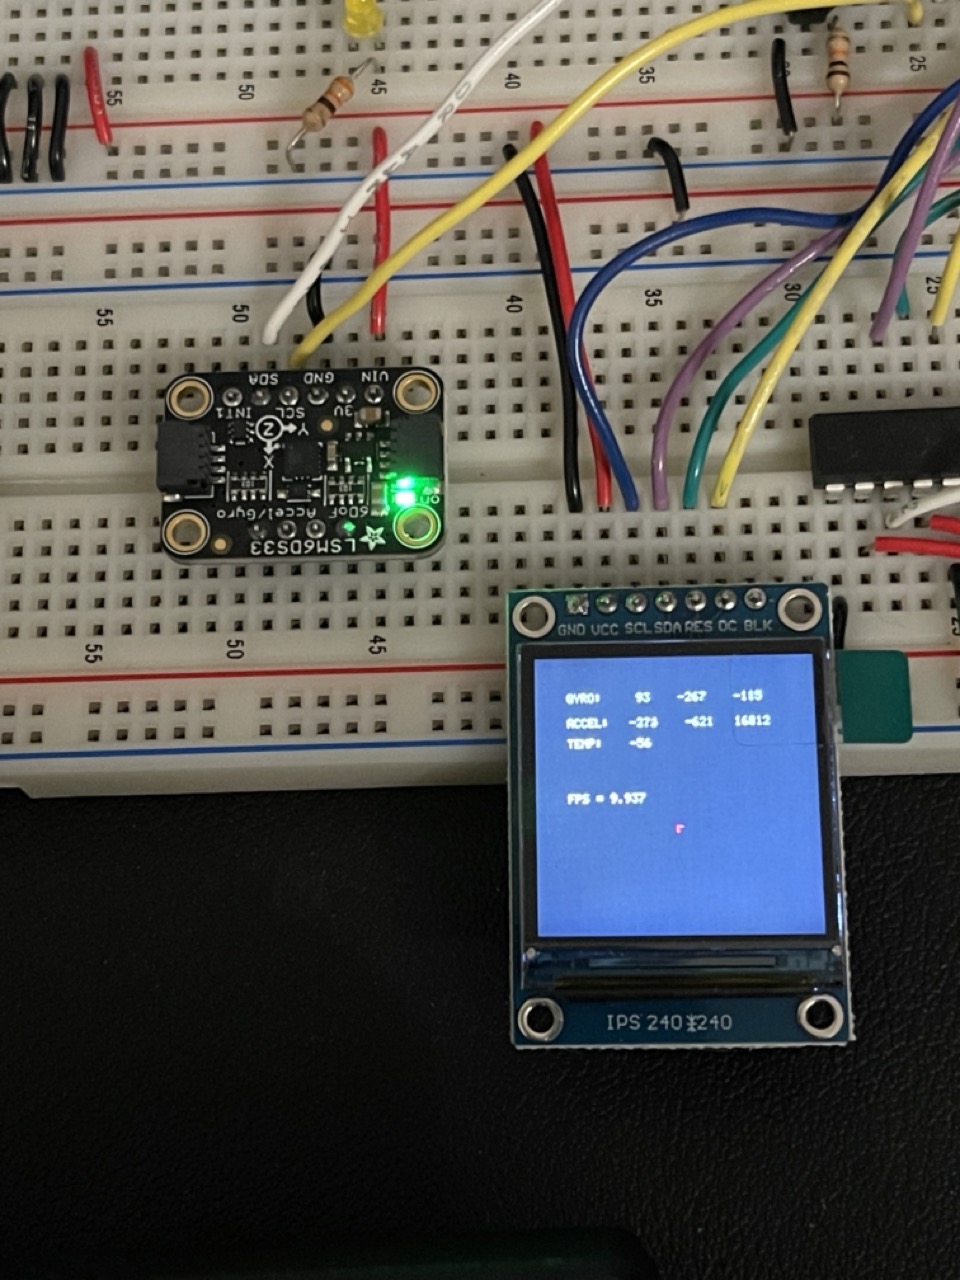 55
50
45
40
35
30
25
55
50
40
35
30
25
SDA GND VIN
INT1 SCL 3V
Z Y
X
on
6DoF Accel/Gyro
LSM6DS33
55
50
45
25
GND VCC SCL SDA RES DC BLK
GYRO: 93 -267 -185
ACCEL: -273 -621 16812
TEMP: -56
FPS = 9.937
IPS 240 240